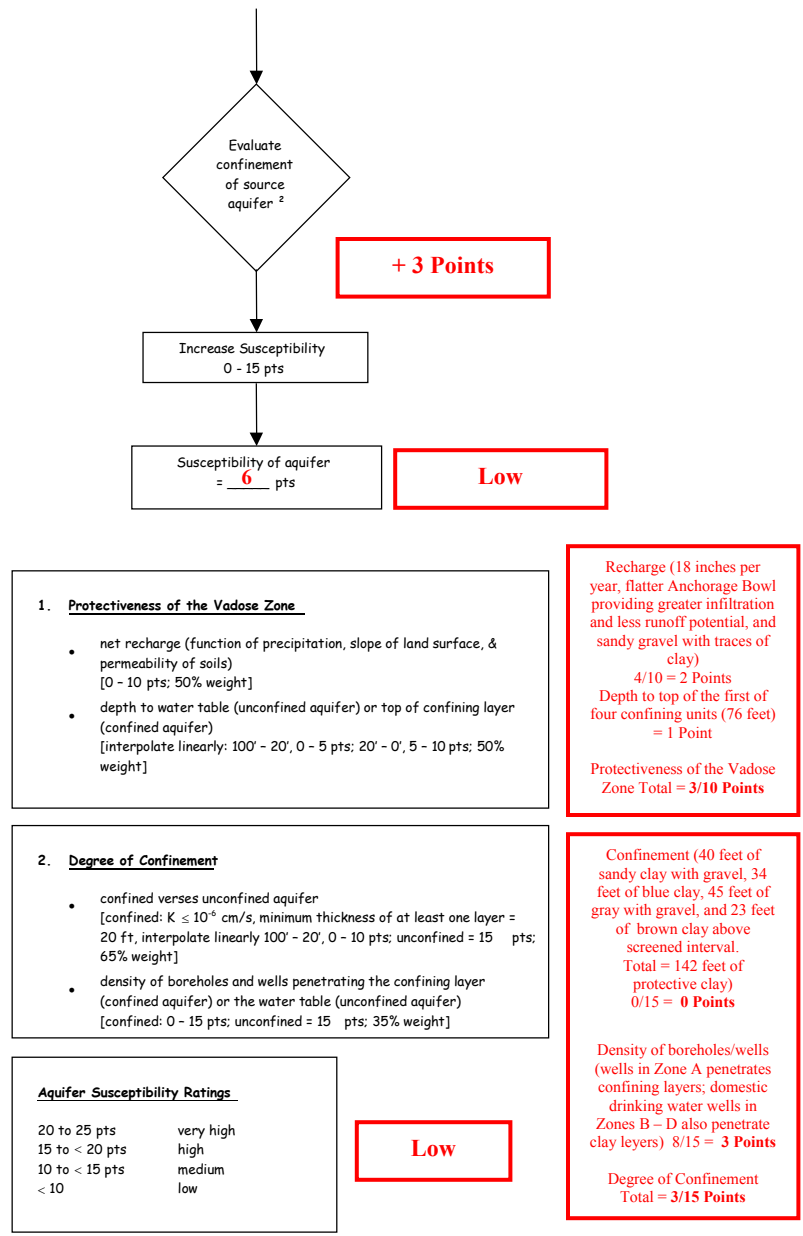 Evaluate
confinement
of source
aquifer ²
+ 3 Points
Increase Susceptibility
0 - 15 pts
Susceptibility of aquifer
= __6__ pts
Low
1. Protectiveness of the Vadose Zone
• net recharge (function of precipitation, slope of land surface, &
permeability of soils)
[0 – 10 pts; 50% weight]
• depth to water table (unconfined aquifer) or top of confining layer
(confined aquifer)
[interpolate linearly: 100’ – 20’, 0 – 5 pts; 20’ – 0’, 5 – 10 pts; 50%
weight]
Recharge (18 inches per
year, flatter Anchorage Bowl
providing greater infiltration
and less runoff potential, and
sandy gravel with traces of
clay)
4/10 = 2 Points
Depth to top of the first of
four confining units (76 feet)
= 1 Point
Protectiveness of the Vadose
Zone Total = 3/10 Points
2. Degree of Confinement
• confined verses unconfined aquifer
[confined: K ≤ 10⁻⁶ cm/s, minimum thickness of at least one layer =
20 ft, interpolate linearly 100’ – 20’, 0 – 10 pts; unconfined = 15 pts;
65% weight]
• density of boreholes and wells penetrating the confining layer
(confined aquifer) or the water table (unconfined aquifer)
[confined: 0 – 15 pts; unconfined = 15 pts; 35% weight]
Confinement (40 feet of
sandy clay with gravel, 34
feet of blue clay, 45 feet of
gray with gravel, and 23 feet
of brown clay above
screened interval.
Total = 142 feet of
protective clay)
0/15 = 0 Points
Density of boreholes/wells
(wells in Zone A penetrates
confining layers; domestic
drinking water wells in
Zones B – D also penetrate
clay leyers) 8/15 = 3 Points
Degree of Confinement
Total = 3/15 Points
Aquifer Susceptibility Ratings
20 to 25 pts very high
15 to < 20 pts high
10 to < 15 pts medium
< 10 low
Low